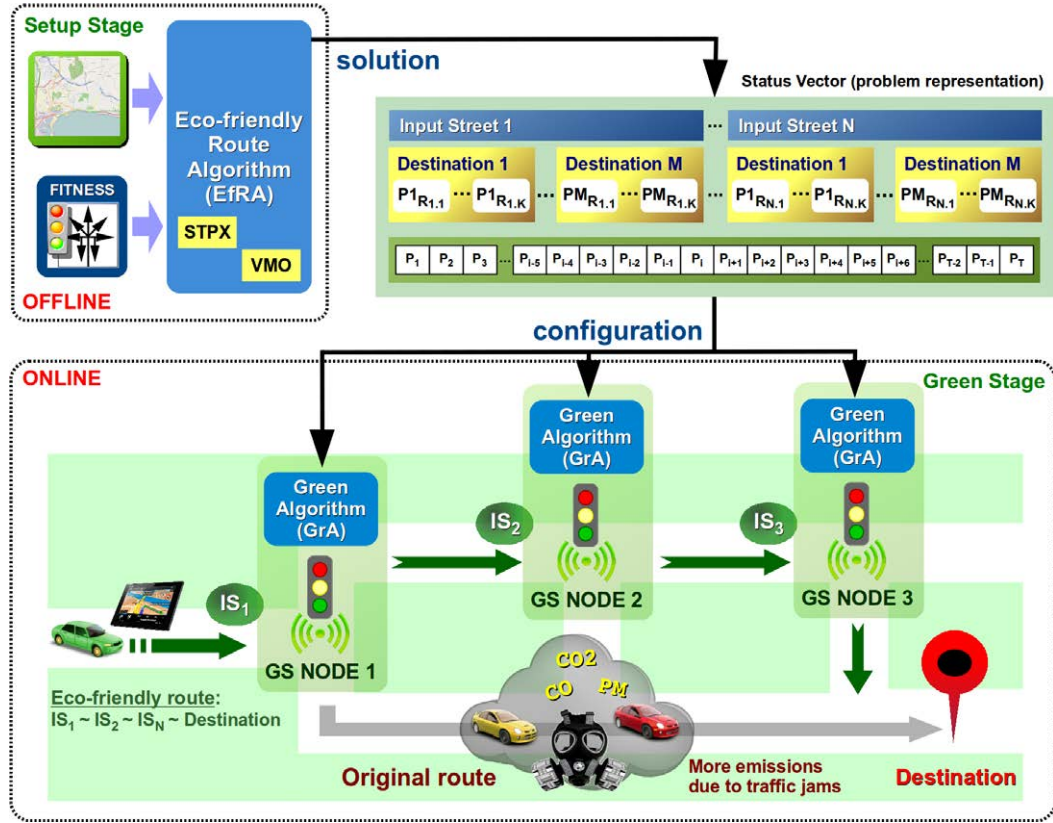 Setup Stage
Eco-friendly
Route
Algorithm
(EfRA)
FITNESS
STPX
VMO
OFFLINE
solution
Status Vector (problem representation)
Input Street 1 ... Input Street N
Destination 1 Destination M Destination 1 Destination M
P1R1.1 ... P1R1.K ... PMR1.1 ... PMR1.K ... P1RN.1 ... P1RN.K ... PMRN.1 ... PMRN.K
P1 P2 P3 ... Pi-5 Pi-4 Pi-3 Pi-2 Pi-1 Pi Pi+1 Pi+2 Pi+3 Pi+4 Pi+5 Pi+6 ... PT-2 PT-1 PT
configuration
ONLINE
Green Stage
Green
Algorithm
(GrA)
Green
Algorithm
(GrA)
Green
Algorithm
(GrA)
IS1
IS2
IS3
GS NODE 1
GS NODE 2
GS NODE 3
Eco-friendly route:
IS1 ~ IS2 ~ ISN ~ Destination
CO2
CO PM
Original route
More emissions
due to traffic jams
Destination